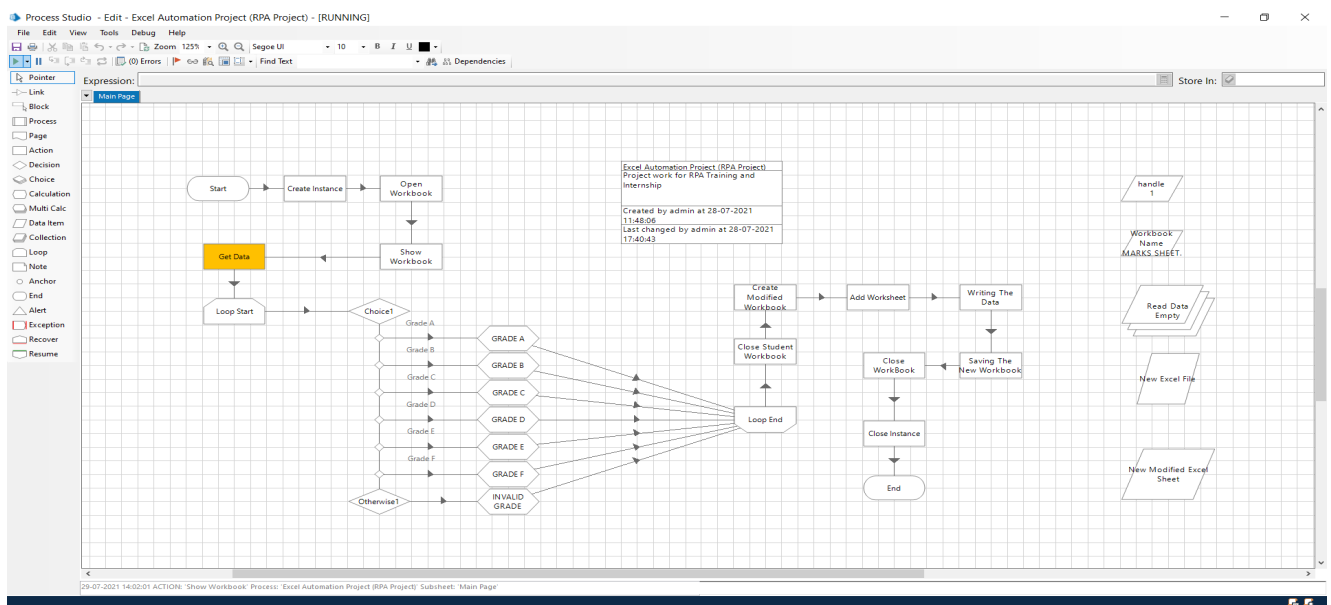 Process Studio - Edit - Excel Automation Project (RPA Project) - [RUNNING]
File Edit View Tools Debug Help
Zoom 125% Segoe UI 10 B I U
(0) Errors Find Text Dependencies
Pointer
Link
Block
Process
Page
Action
Decision
Choice
Calculation
Multi Calc
Data Item
Collection
Loop
Note
Anchor
End
Alert
Exception
Recover
Resume
Expression:
Store In:
Main Page
Start
Create Instance
Open
Workbook
Show
Workbook
Get Data
Loop Start
Choice1
Grade A
Grade B
Grade C
Grade D
Grade E
Grade F
Otherwise1
GRADE A
GRADE B
GRADE C
GRADE D
GRADE E
GRADE F
INVALID
GRADE
Excel Automation Project (RPA Project)
Project work for RPA Training and
Internship
Created by admin at 28-07-2021
11:48:06
Last changed by admin at 28-07-2021
17:40:43
Loop End
Close Student
Workbook
Create
Modified
Workbook
Add Worksheet
Writing The
Data
Saving The
New Workbook
Close
WorkBook
Close Instance
End
handle
1
Workbook
Name
MARKS SHEET.
Read Data
Empty
New Excel File
New Modified Excel
Sheet
29-07-2021 14:02:01 ACTION: 'Show Workbook' Process: 'Excel Automation Project (RPA Project)' Subsheet: 'Main Page'